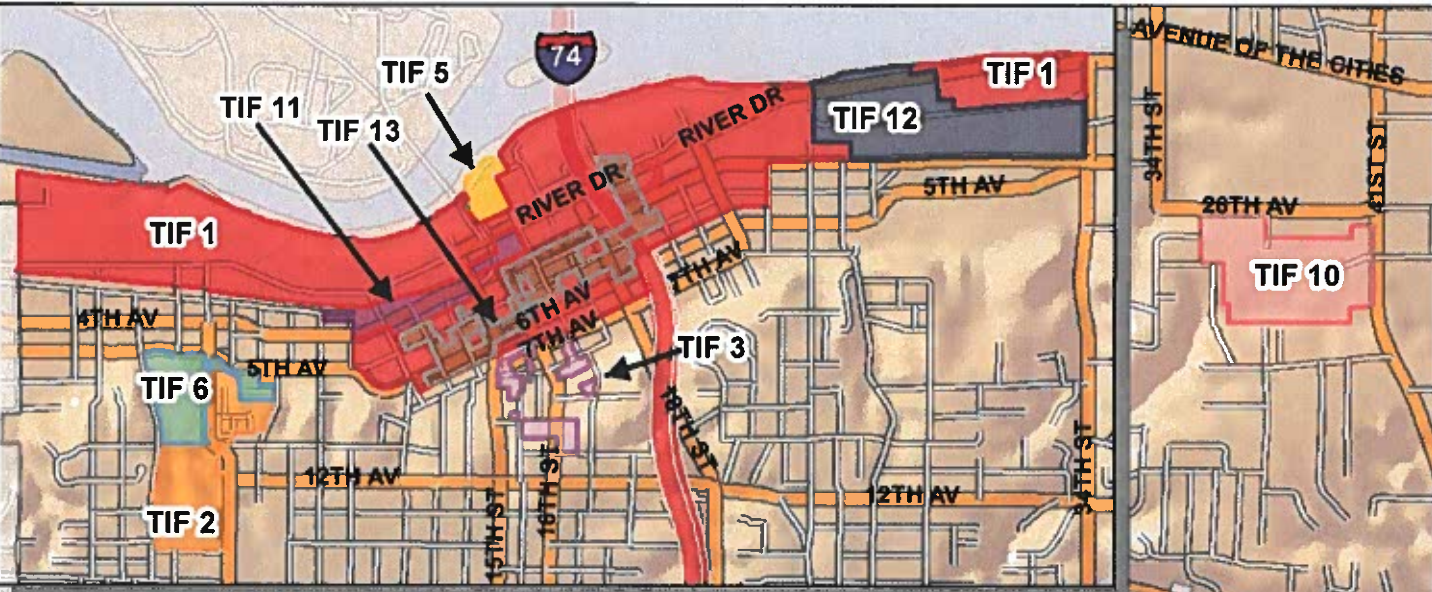 AVENUE OF THE CITIES
74
TIF 5
TIF 1
TIF 11
TIF 13
RIVER DR
TIF 12
34TH ST
41ST ST
5TH AV
RIVER DR
26TH AV
TIF 1
7TH AV
TIF 10
6TH AV
4TH AV
7TH AV
TIF 3
5TH AV
TIF 6
18TH ST
12TH AV
12TH AV
34TH ST
16TH ST
15TH ST
TIF 2